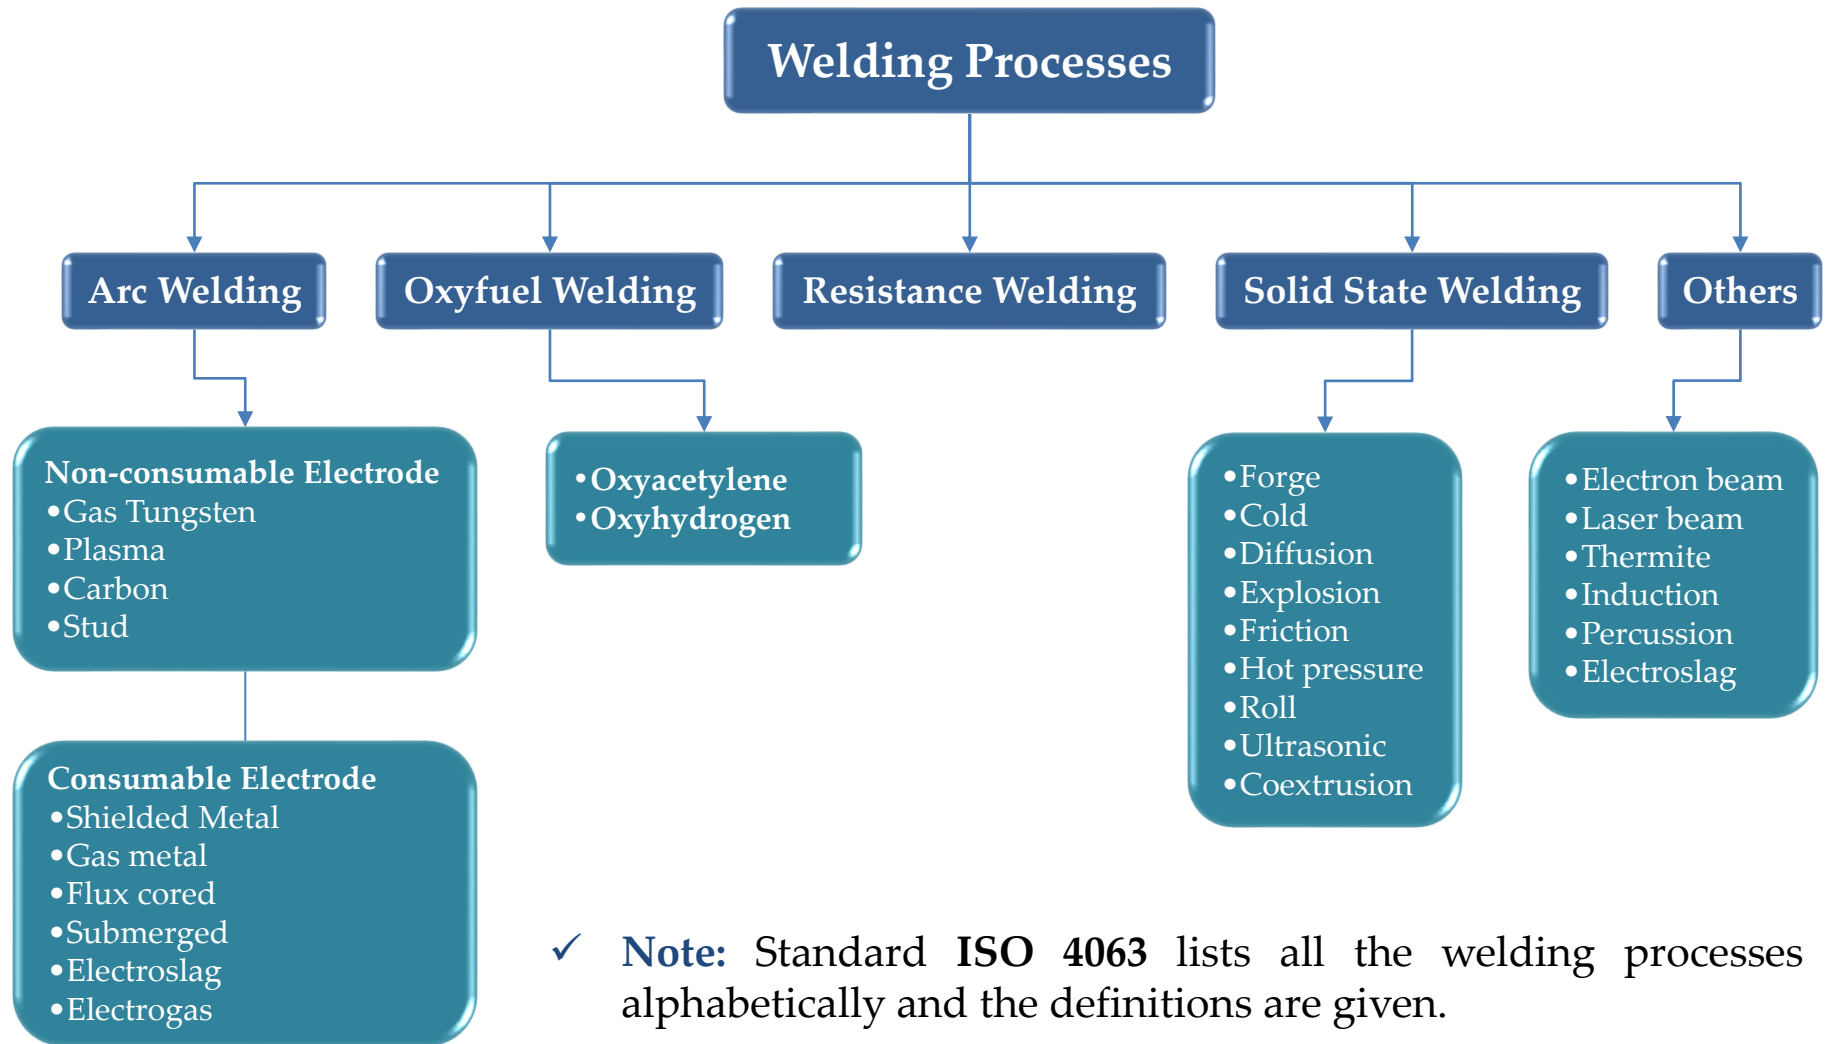 Welding Processes
Arc Welding
Oxyfuel Welding
Resistance Welding
Solid State Welding
Others
Non-consumable Electrode
•Gas Tungsten
•Plasma
•Carbon
•Stud
Consumable Electrode
•Shielded Metal
•Gas metal
•Flux cored
•Submerged
•Electroslag
•Electrogas
•Oxyacetylene
•Oxyhydrogen
•Forge
•Cold
•Diffusion
•Explosion
•Friction
•Hot pressure
•Roll
•Ultrasonic
•Coextrusion
•Electron beam
•Laser beam
•Thermite
•Induction
•Percussion
•Electroslag
✓ Note: Standard ISO 4063 lists all the welding processes
alphabetically and the definitions are given.